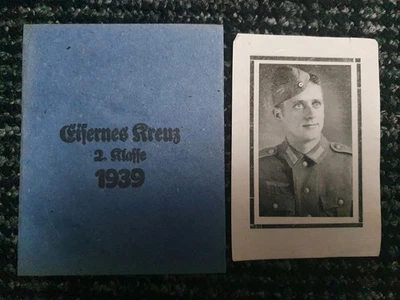 Eisernes Kreuz
2. Klasse
1939